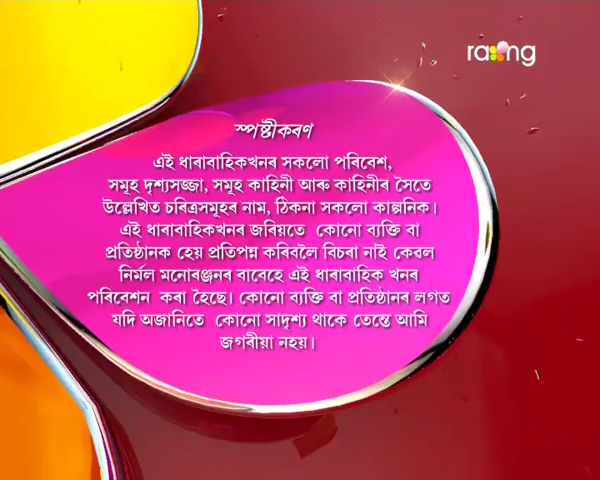 raang
স্পষ্টীকৰণ
এই ধাৰাবাহিকখনৰ সকলো পৰিবেশ,
সমূহ দৃশ্যসজ্জা, সমূহ কাহিনী আৰু কাহিনীৰ সৈতে
উল্লেখিত চৰিত্ৰসমূহৰ নাম, ঠিকনা সকলো কাল্পনিক।
এই ধাৰাবাহিকখনৰ জৰিয়তে কোনো ব্যক্তি বা
প্ৰতিষ্ঠানক হেয় প্ৰতিপন্ন কৰিবলৈ বিচৰা নাই কেৱল
নিৰ্মল মনোৰঞ্জনৰ বাবেহে এই ধাৰাবাহিক খনৰ
পৰিবেশন কৰা হৈছে। কোনো ব্যক্তি বা প্ৰতিষ্ঠানৰ লগত
যদি অজানিতে কোনো সাদৃশ্য থাকে তেন্তে আমি
জগৰীয়া নহয়।